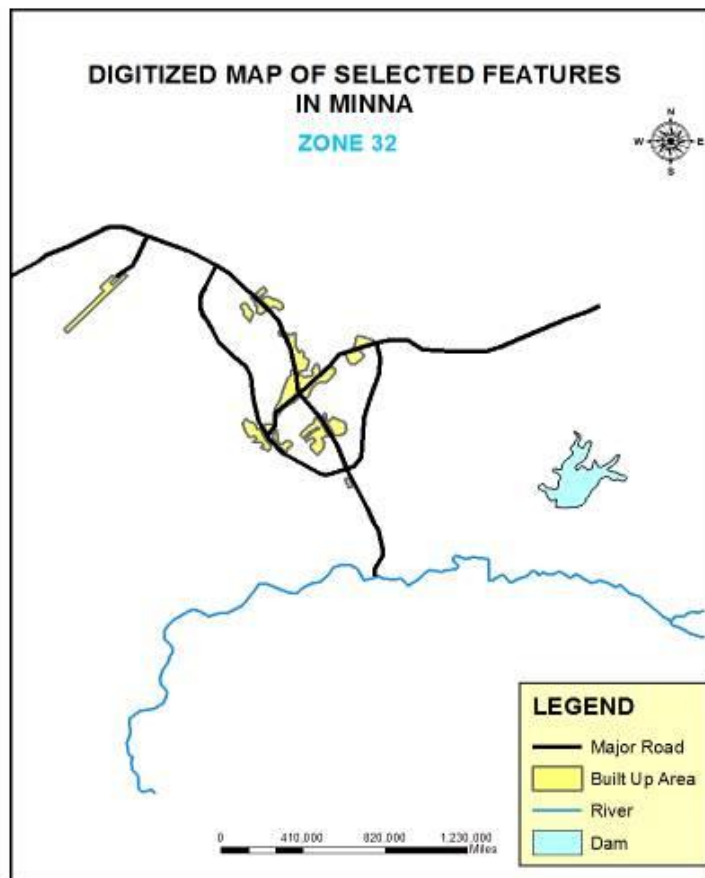 DIGITIZED MAP OF SELECTED FEATURES
IN MINNA
ZONE 32
N
W E
S
LEGEND
Major Road
Built Up Area
River
Dam
0 410,000 820,000 1,230,000
Miles